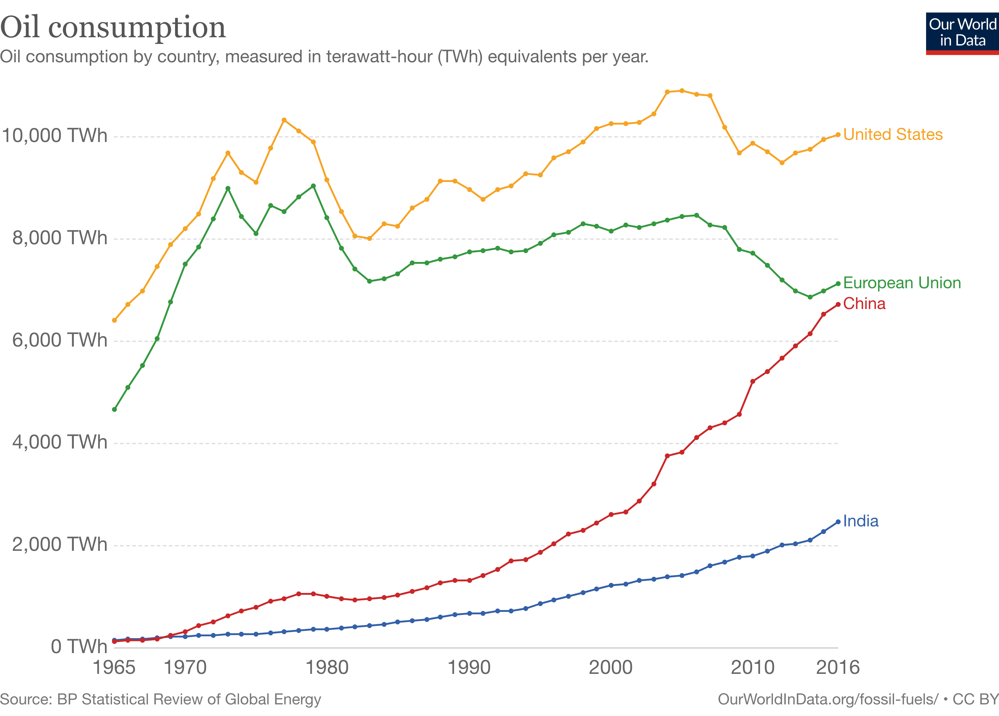 Oil consumption
Our World
in Data
Oil consumption by country, measured in terawatt-hour (TWh) equivalents per year.
10,000 TWh
United States
8,000 TWh
European Union
China
6,000 TWh
4,000 TWh
India
2,000 TWh
0 TWh
1965 1970 1980 1990 2000 2010 2016
Source: BP Statistical Review of Global Energy
OurWorldInData.org/fossil-fuels/ • CC BY